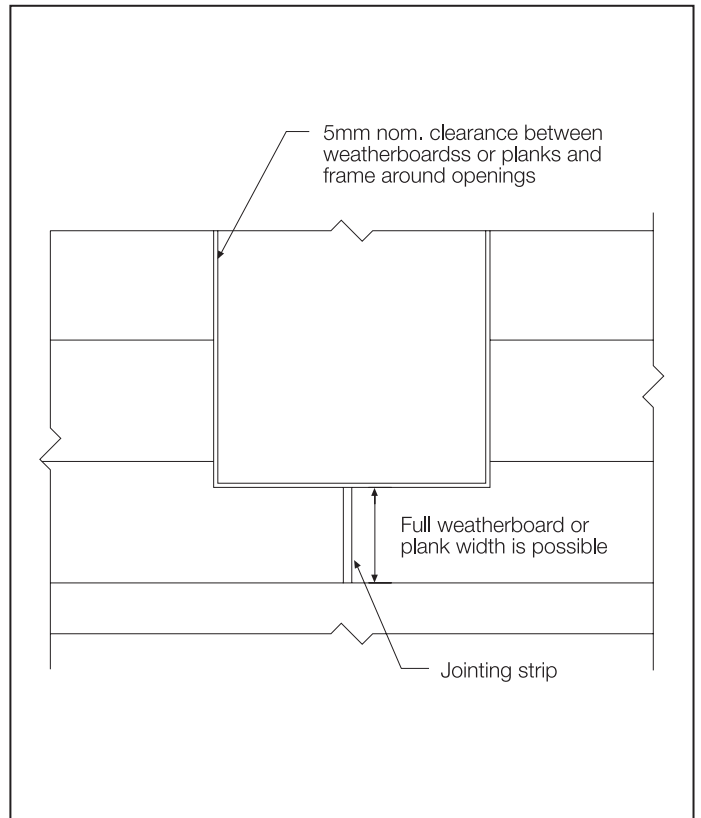 5mm nom. clearance between
weatherboardss or planks and
frame around openings
Full weatherboard or
plank width is possible
Jointing strip